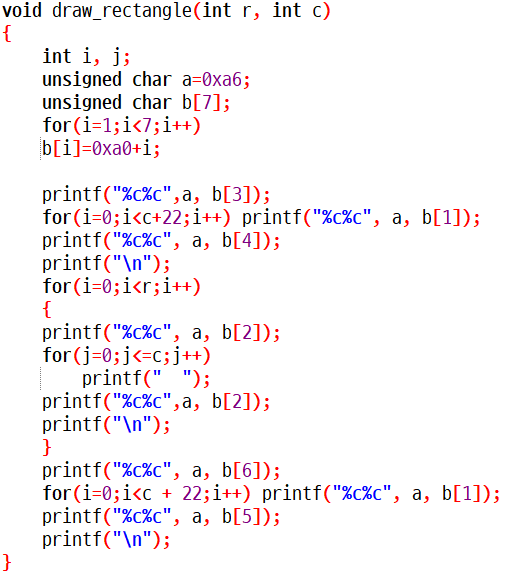 void draw_rectangle(int r, int c)
{
    int i, j;
    unsigned char a=0xa6;
    unsigned char b[7];
    for(i=1;i<7;i++)
    b[i]=0xa0+i;

    printf("%c%c",a, b[3]);
    for(i=0;i<c+22;i++) printf("%c%c", a, b[1]);
    printf("%c%c", a, b[4]);
    printf("\n");
    for(i=0;i<r;i++)
    {
    printf("%c%c", a, b[2]);
    for(j=0;j<=c;j++)
        printf("  ");
    printf("%c%c",a, b[2]);
    printf("\n");
    }
    printf("%c%c", a, b[6]);
    for(i=0;i<c + 22;i++) printf("%c%c", a, b[1]);
    printf("%c%c", a, b[5]);
    printf("\n");
}